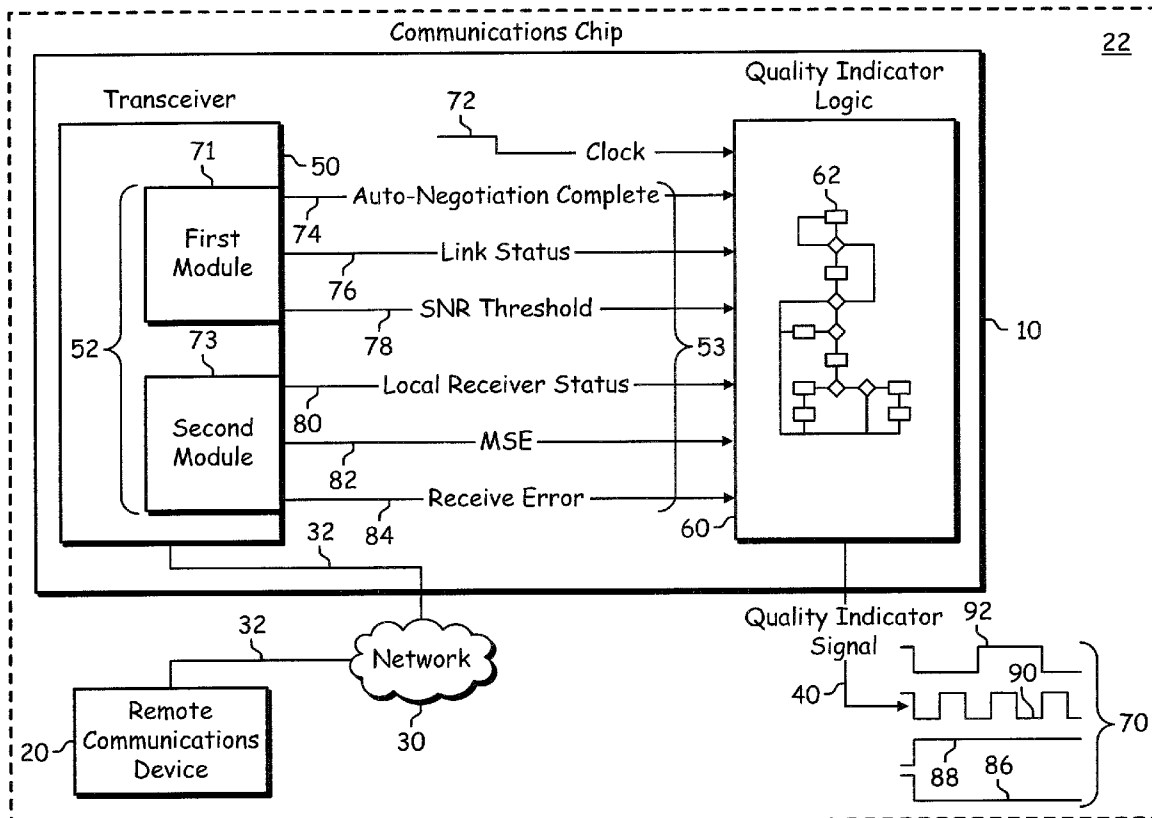 Communications Chip
22
Transceiver
Quality Indicator
Logic
72
Clock
71
50
Auto-Negotiation Complete
62
74
First
Module
Link Status
76
SNR Threshold
78
10
52
53
73
Local Receiver Status
80
Second
Module
MSE
82
Receive Error
84
60
32
Quality Indicator
Signal
92
32
Network
90
40
70
Remote
Communications
Device
20
30
88
86